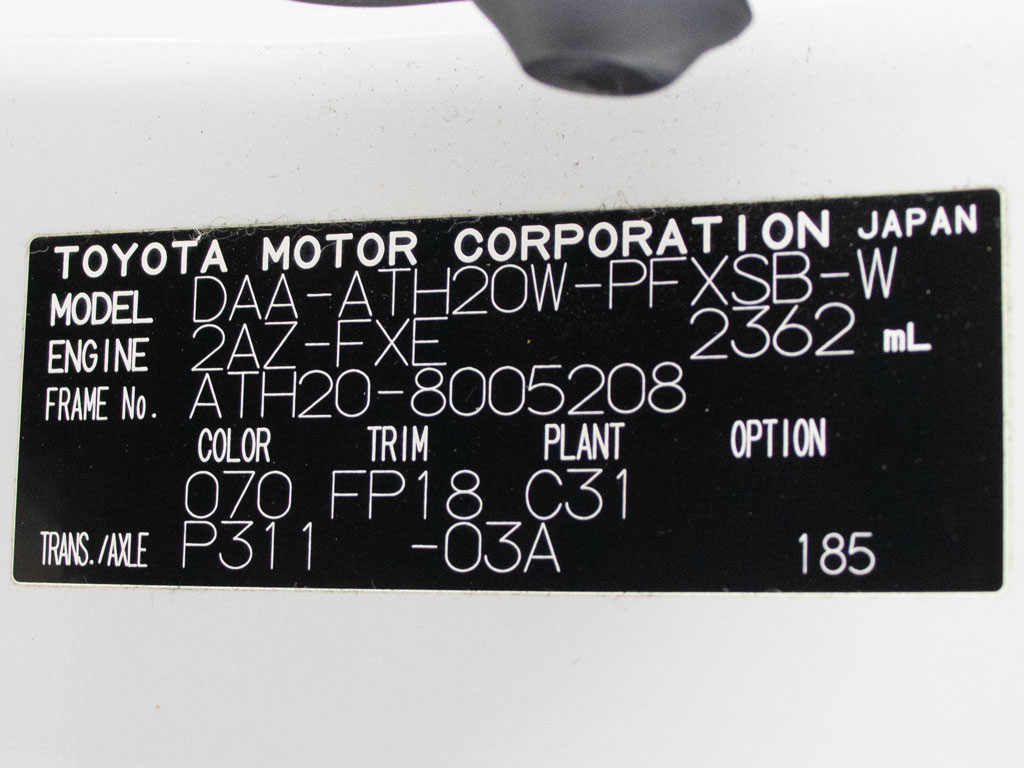 TOYOTA MOTOR CORPORATION JAPAN
MODEL DAA-ATH20W-PFXSB-W
ENGINE 2AZ-FXE 2362 mL
FRAME No. ATH20-8005208
COLOR TRIM PLANT OPTION
070 FP18 C31
TRANS./AXLE P311 -03A 185